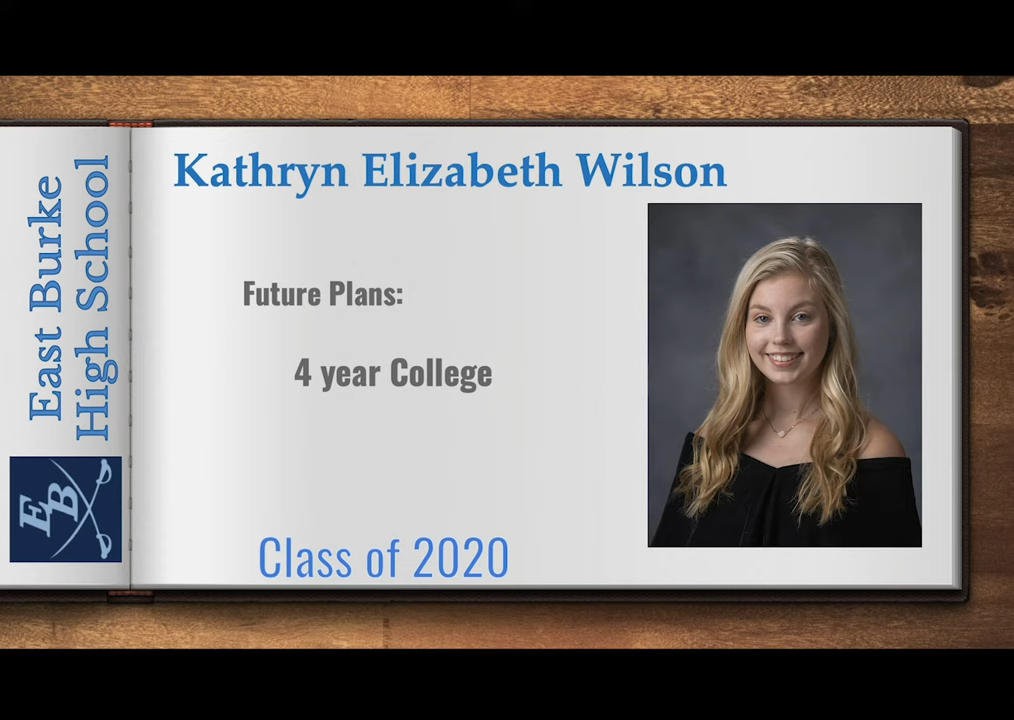 Kathryn Elizabeth Wilson
East Burke
High School
Future Plans:
4 year College
EB
Class of 2020